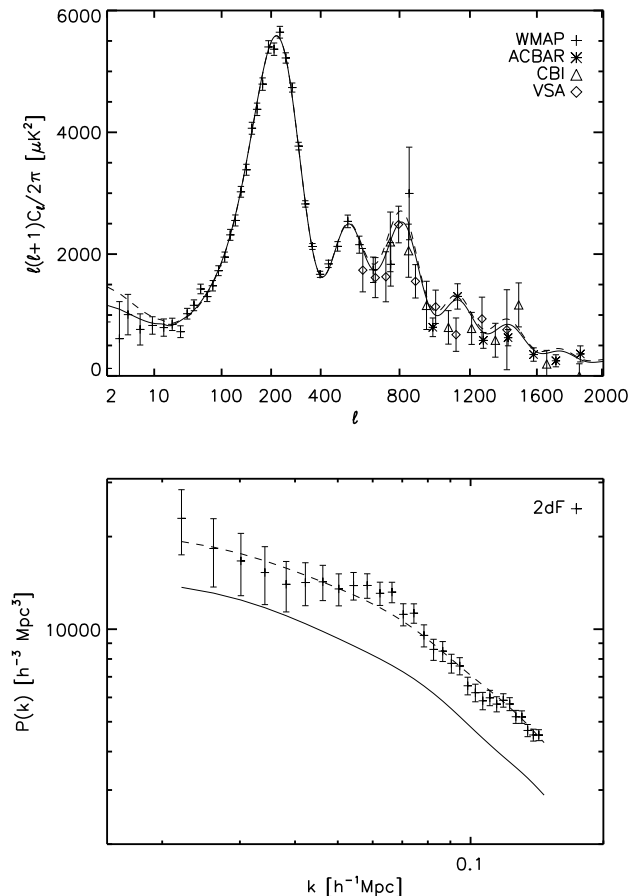 6000
4000
2000
0
ℓ(ℓ+1)Cℓ/2π [μK²]
WMAP +
ACBAR ✳
CBI △
VSA ◇
2 10 100 200 400 800 1200 1600 2000
ℓ
10000
P(k) [h⁻³ Mpc³]
2dF +
0.1
k [h⁻¹Mpc]